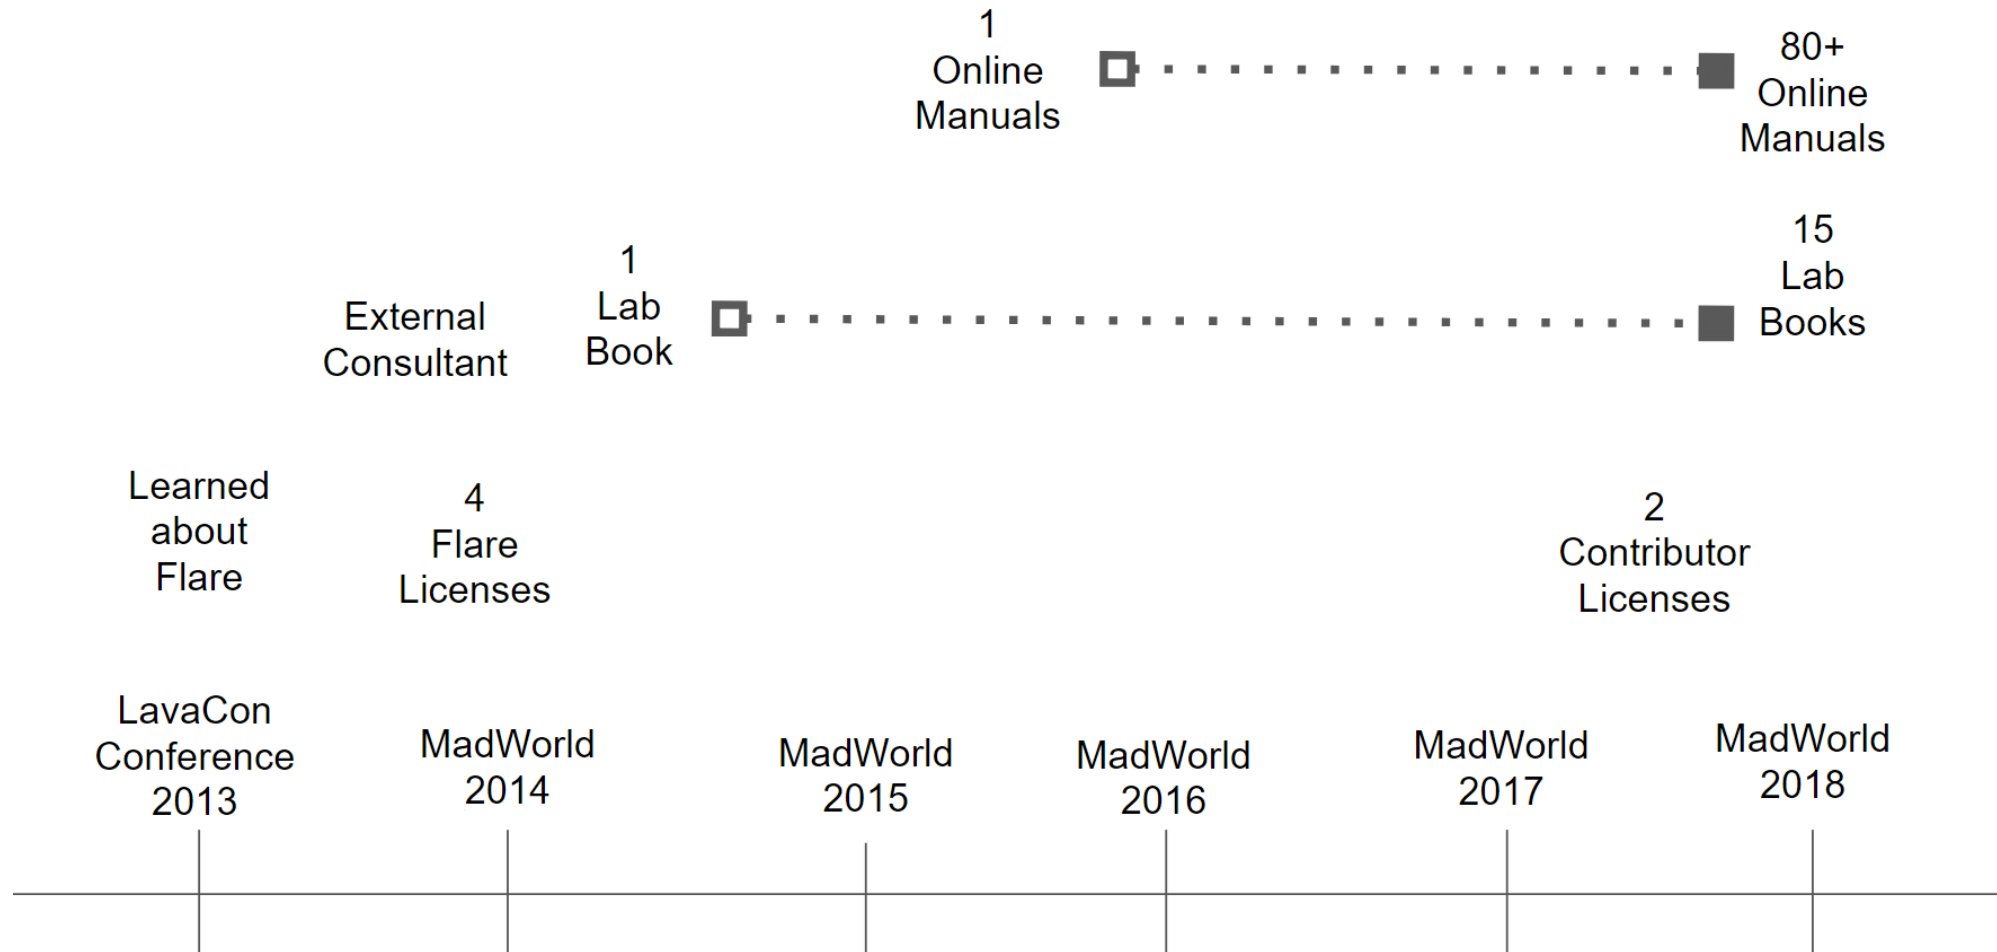 1
Online
Manuals
80+
Online
Manuals
External
Consultant
1
Lab
Book
15
Lab
Books
Learned
about
Flare
4
Flare
Licenses
2
Contributor
Licenses
LavaCon
Conference
2013
MadWorld
2014
MadWorld
2015
MadWorld
2016
MadWorld
2017
MadWorld
2018